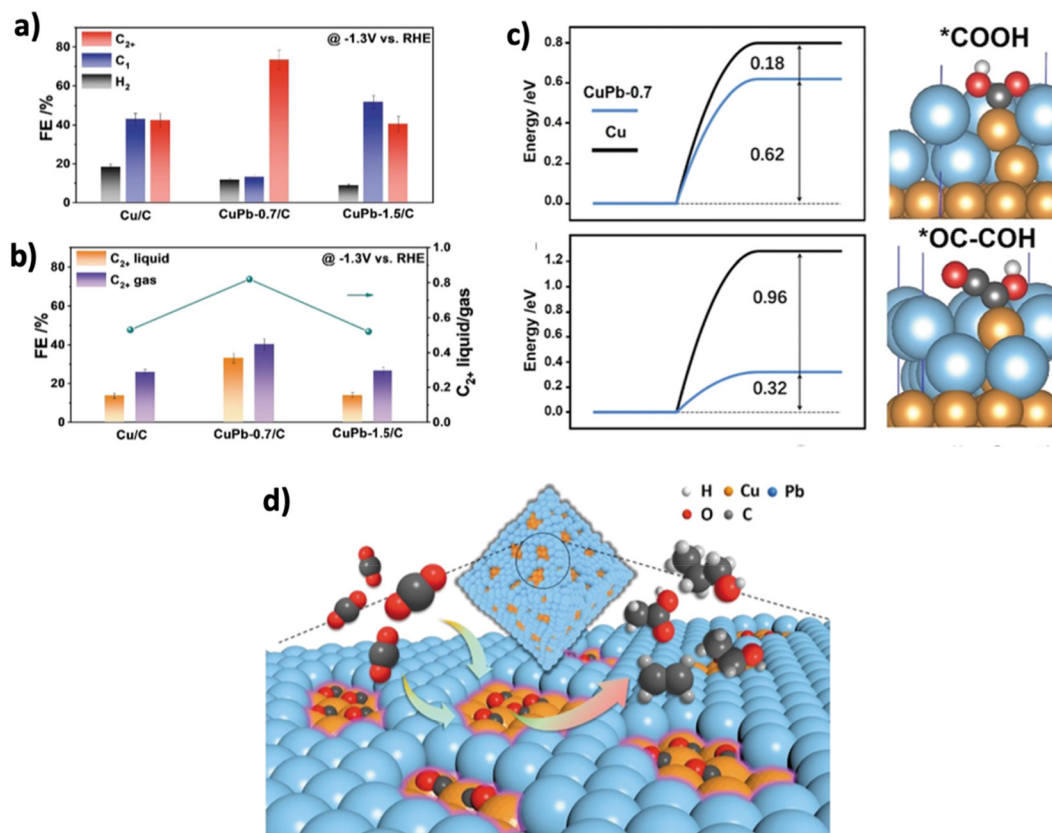 a)
C₂₊
C₁
H₂
@ -1.3V vs. RHE
FE /%
80
60
40
20
0
Cu/C
CuPb-0.7/C
CuPb-1.5/C
b)
C₂₊ liquid
C₂₊ gas
@ -1.3V vs. RHE
FE /%
80
60
40
20
0
1.0
0.8
0.6
0.4
0.2
0.0
C₂₊ liquid/gas
Cu/C
CuPb-0.7/C
CuPb-1.5/C
c)
Energy /eV
0.8
0.6
0.4
0.2
0.0
CuPb-0.7
Cu
0.18
0.62
*COOH
Energy /eV
1.2
1.0
0.8
0.6
0.4
0.2
0.0
0.96
0.32
*OC-COH
d)
H Cu Pb
O C